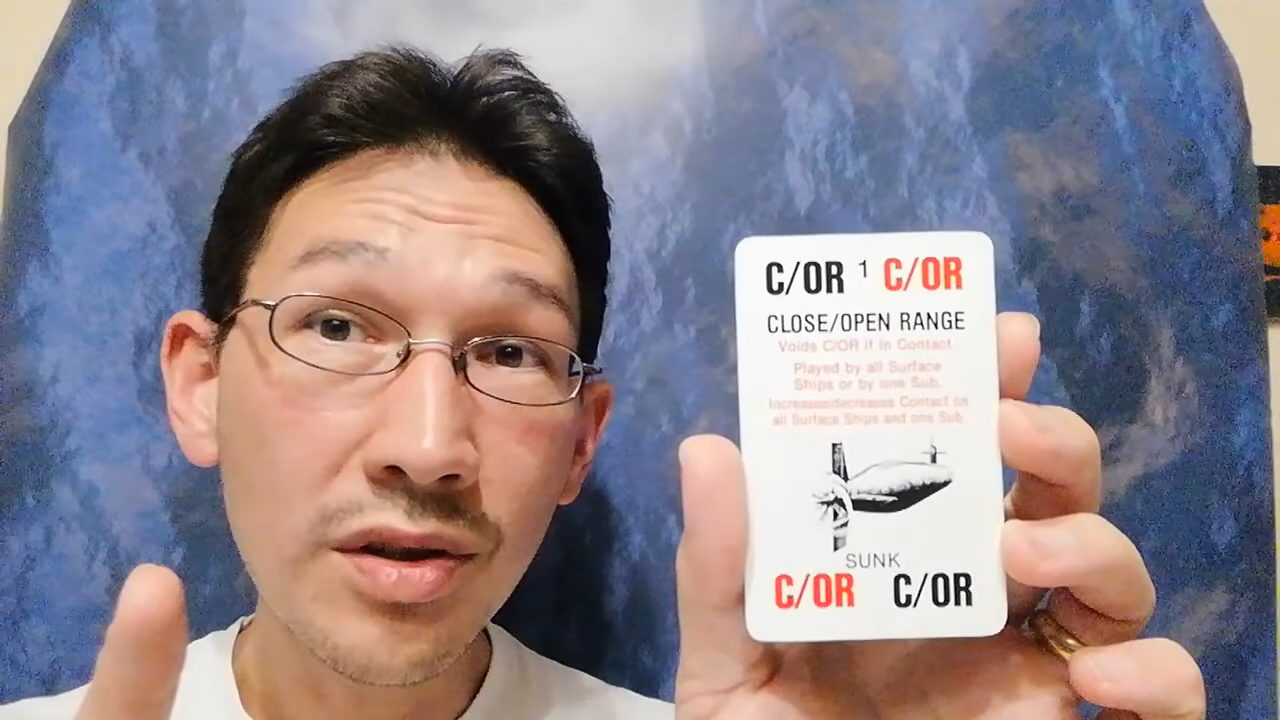 C/OR 1 C/OR
CLOSE/OPEN RANGE
Voids C/OR if in Contact.
Played by all Surface
Ships or by one Sub.
Increases/decreases Contact on
all Surface Ships and one Sub.
SUNK
C/OR C/OR